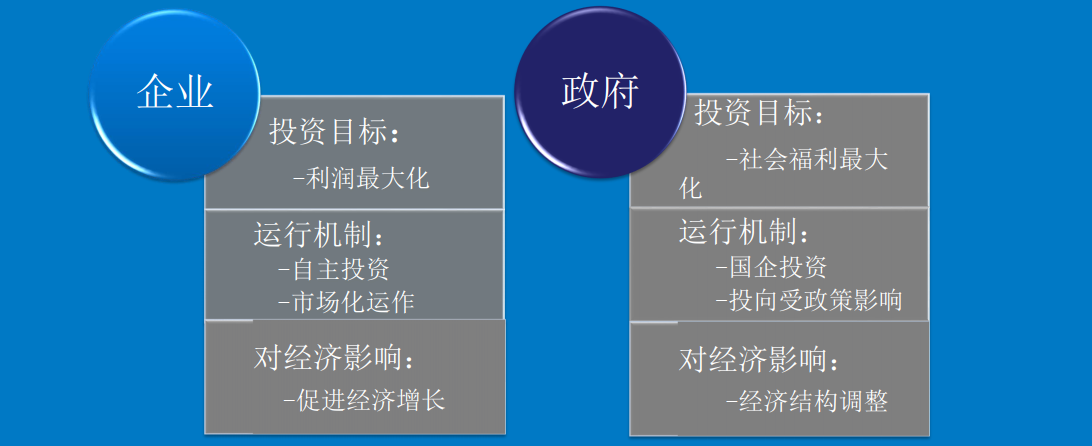 企业
投资目标：
-利润最大化
运行机制：
-自主投资
-市场化运作
对经济影响：
-促进经济增长
政府
投资目标：
-社会福利最大
化
运行机制：
-国企投资
-投向受政策影响
对经济影响：
-经济结构调整